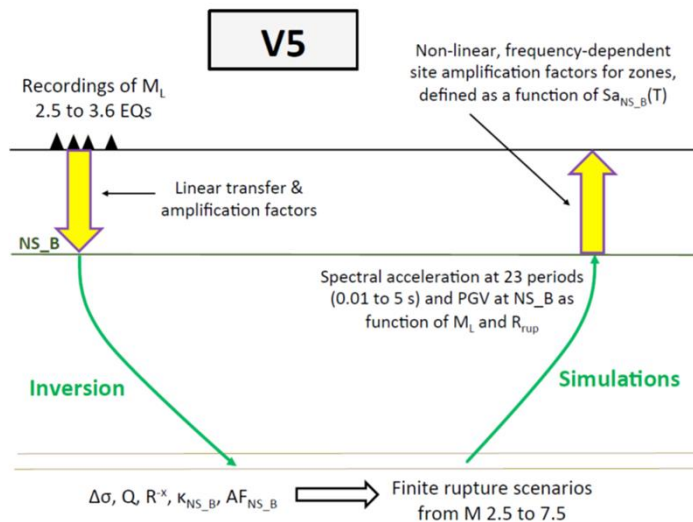 V5
Recordings of M_L
2.5 to 3.6 EQs
Non-linear, frequency-dependent
site amplification factors for zones,
defined as a function of Sa_NS_B(T)
Linear transfer &
amplification factors
NS_B
Spectral acceleration at 23 periods
(0.01 to 5 s) and PGV at NS_B as
function of M_L and R_rup
Inversion
Simulations
Δσ, Q, R^-x, κ_NS_B, AF_NS_B
Finite rupture scenarios
from M 2.5 to 7.5